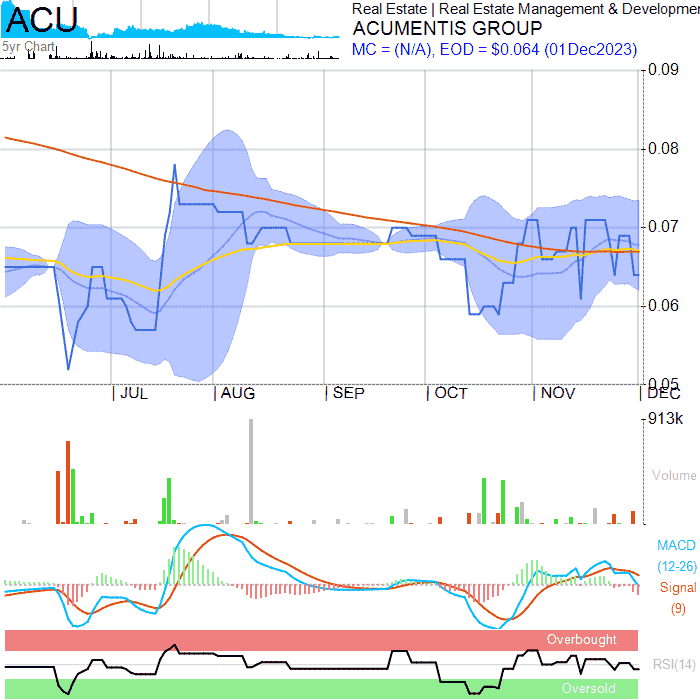 ACU
5yr Chart
Real Estate | Real Estate Management & Developmen
ACUMENTIS GROUP
MC = (N/A), EOD = $0.064 (01Dec2023)
0.09
0.08
0.07
0.06
0.05
| JUL | AUG | SEP | OCT | NOV | DEC
913k
Volume
MACD
(12-26)
Signal
(9)
Overbought
RSI(14)
Oversold